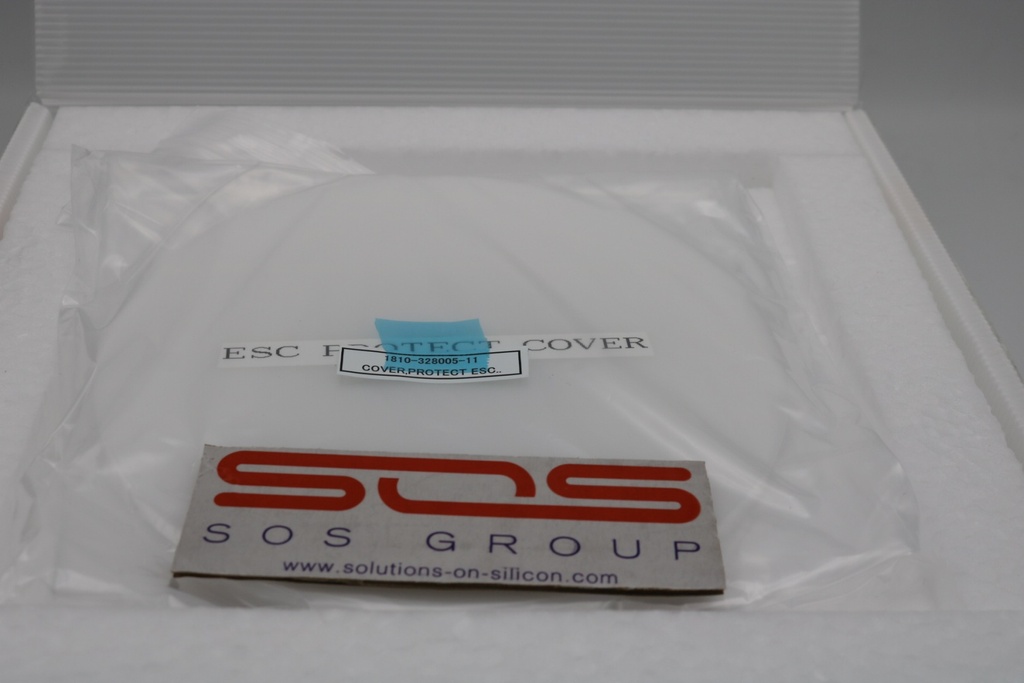 ESC PROTECT COVER
1810-328005-11
COVER,PROTECT ESC..
SOS
SOS GROUP
www.solutions-on-silicon.com